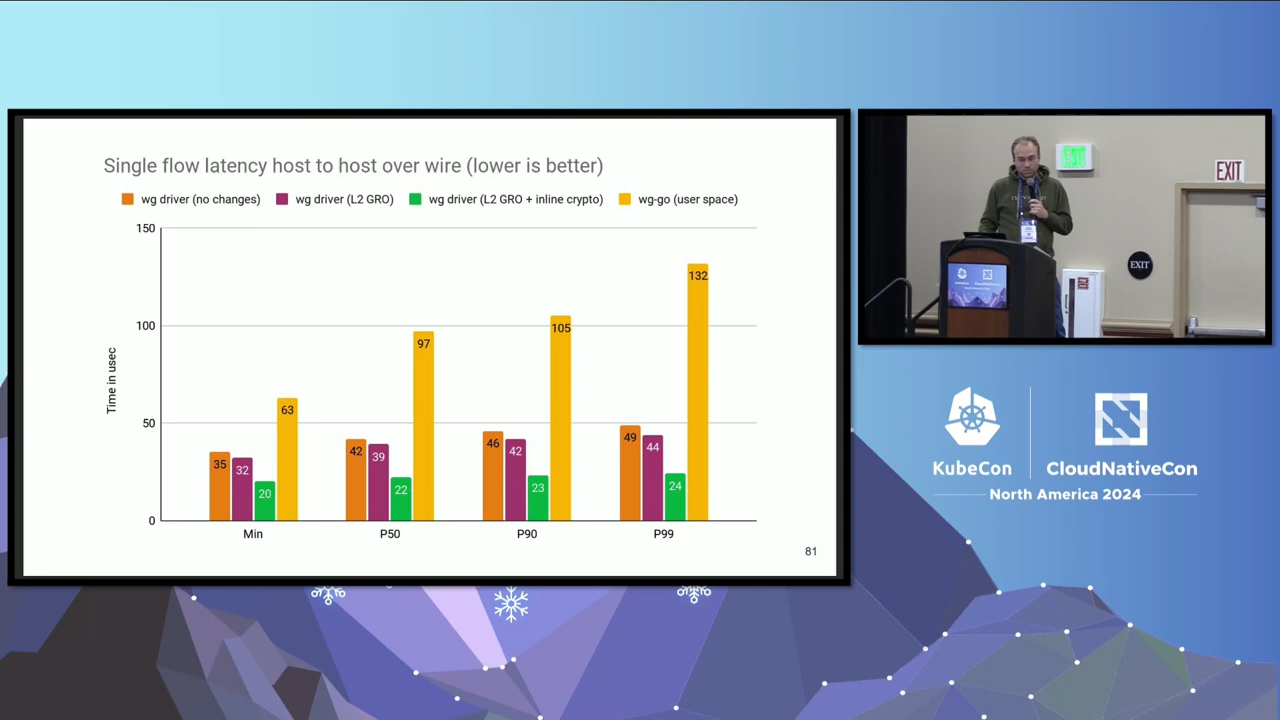 Single flow latency host to host over wire (lower is better)
wg driver (no changes) wg driver (L2 GRO) wg driver (L2 GRO + inline crypto) wg-go (user space)
Time in usec
150
100
50
0
35 32 20 63
42 39 22 97
46 42 23 105
49 44 24 132
Min P50 P90 P99
81
EXIT
EXIT
EXIT
KubeCon CloudNativeCon
KubeCon CloudNativeCon
North America 2024